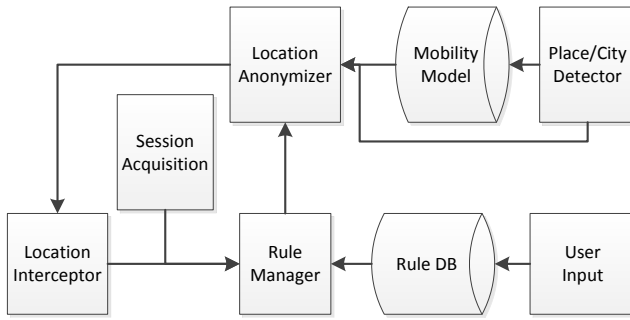 Location
Anonymizer
Mobility
Model
Place/City
Detector
Session
Acquisition
Location
Interceptor
Rule
Manager
Rule DB
User
Input